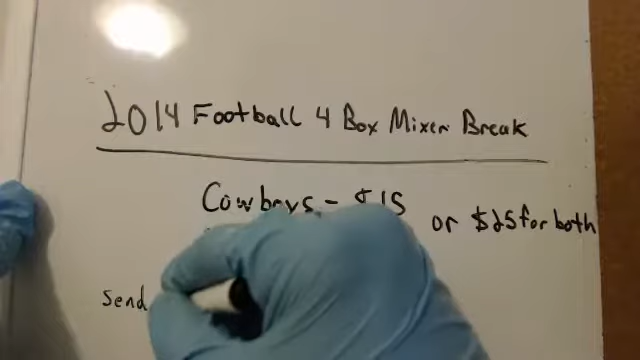 2014 Football 4 Box Mixer Break
Cowboys - $15
or $25 for both
Send